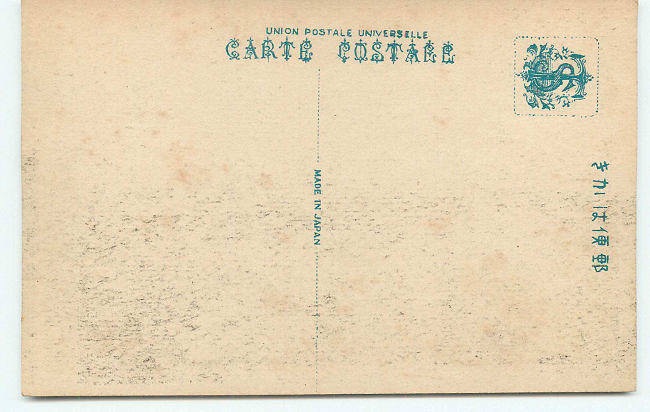 UNION POSTALE UNIVERSELLE
CARTE POSTALE
MADE IN JAPAN
郵便はかき